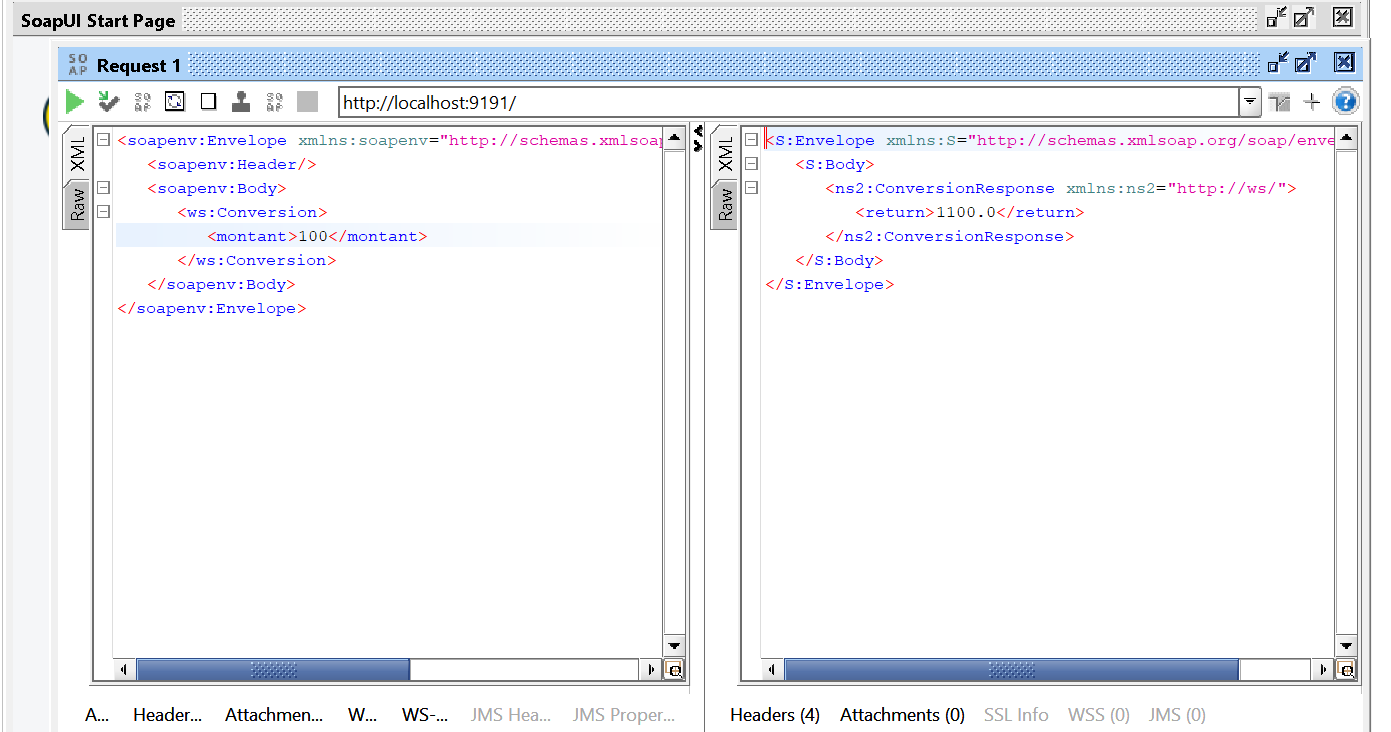 SoapUI Start Page
SO
AP
Request 1
SO
AP
SO
AP
http://localhost:9191/
XML
Raw
<soapenv:Envelope xmlns:soapenv="http://schemas.xmlsoap
<soapenv:Header/>
<soapenv:Body>
<ws:Conversion>
<montant>100</montant>
</ws:Conversion>
</soapenv:Body>
</soapenv:Envelope>
XML
Raw
<S:Envelope xmlns:S="http://schemas.xmlsoap.org/soap/enve
<S:Body>
<ns2:ConversionResponse xmlns:ns2="http://ws/">
<return>1100.0</return>
</ns2:ConversionResponse>
</S:Body>
</S:Envelope>
A... Header... Attachmen... W... WS-... JMS Hea... JMS Proper...
Headers (4) Attachments (0) SSL Info WSS (0) JMS (0)